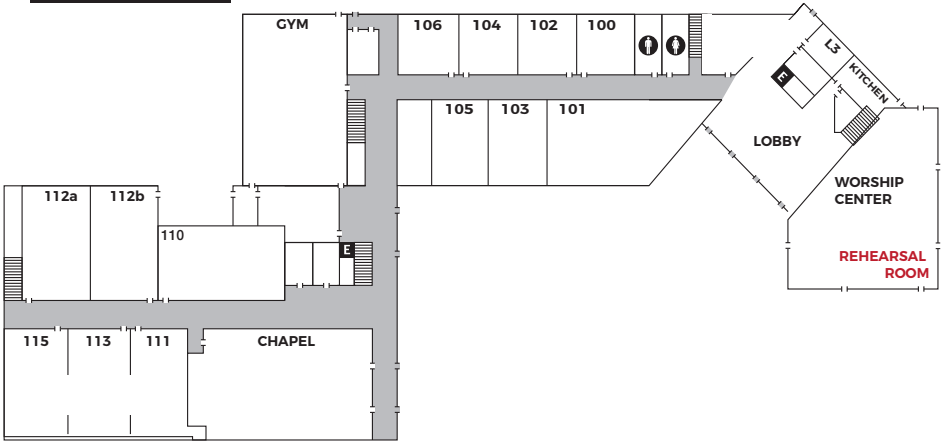 GYM
106
104
102
100
L3
KITCHEN
E
105
103
101
LOBBY
WORSHIP
CENTER
112a
112b
110
E
REHEARSAL
ROOM
115
113
111
CHAPEL